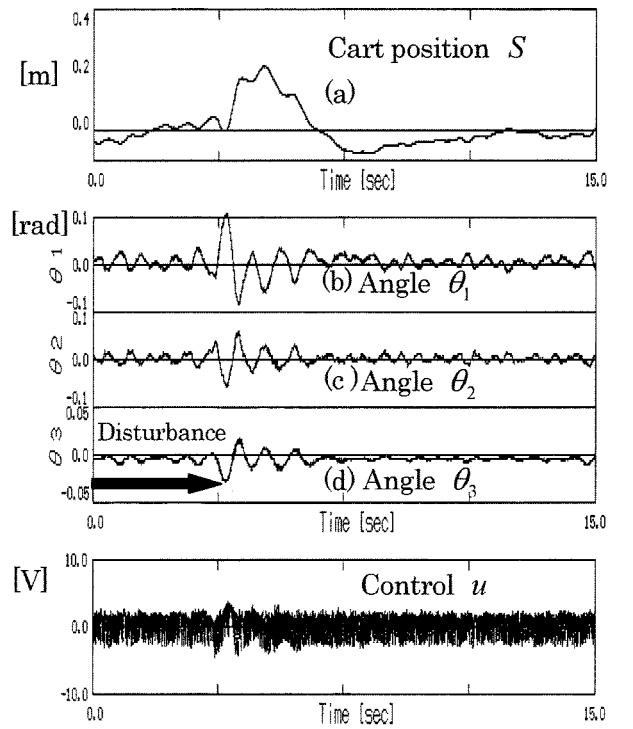 0.4
Cart position S
[m]
0.2
(a)
0.0
0.0
Time [sec]
15.0
[rad]
0.1
θ 1
0.0
(b) Angle θ1
-0.1
0.1
θ 2
0.0
(c) Angle θ2
-0.1
0.05
θ 3
Disturbance
0.0
(d) Angle θ3
-0.05
0.0
Time [sec]
15.0
10.0
[V]
Control u
0.0
-10.0
0.0
Time [sec]
15.0